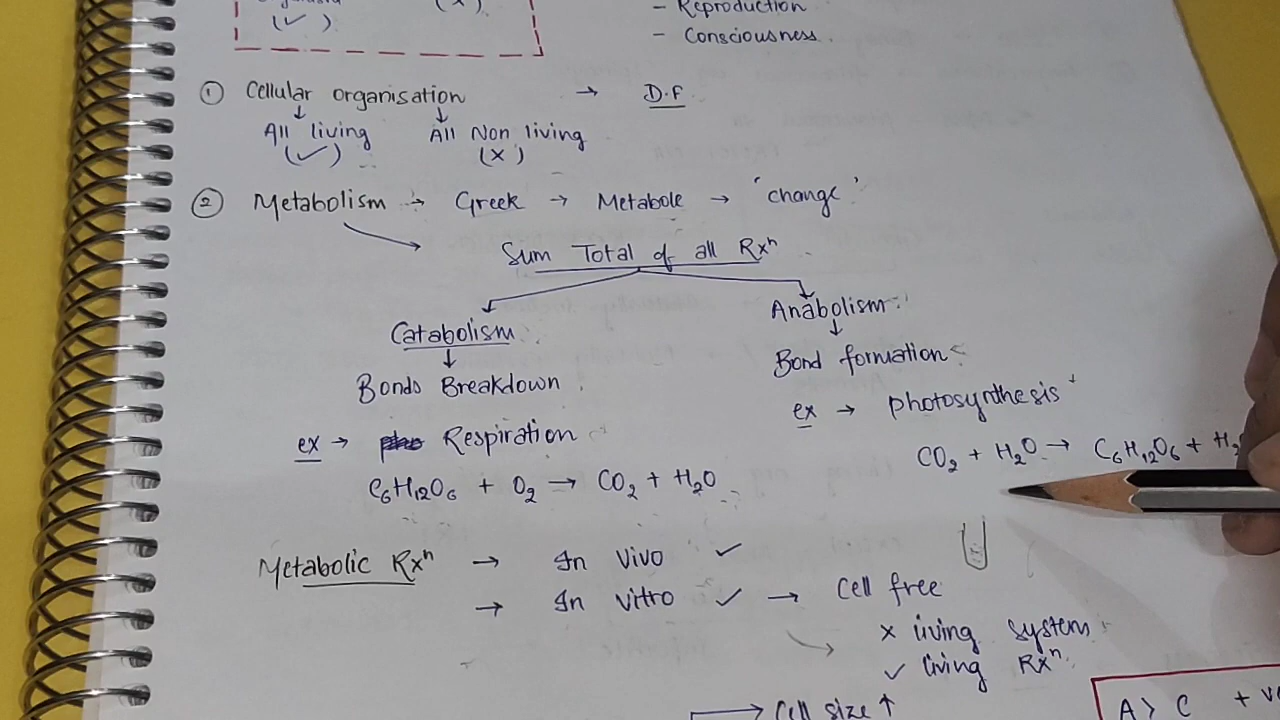 (✓) (×)
- Reproduction
- Consciousness
① Cellular organisation → D.F
↓ ↓
All living All Non living
(✓) (×)
② Metabolism → Greek → Metabole → 'change'
Sum Total of all Rxⁿ
Catabolism Anabolism
↓ ↓
Bonds Breakdown Bond formation
ex → Respiration ex → Photosynthesis
C₆H₁₂O₆ + O₂ → CO₂ + H₂O CO₂ + H₂O → C₆H₁₂O₆ +
Metabolic Rxⁿ → In vivo ✓
→ In vitro ✓ → Cell free
× living system
✓ living Rxⁿ
→ Cell size ↑
A > C